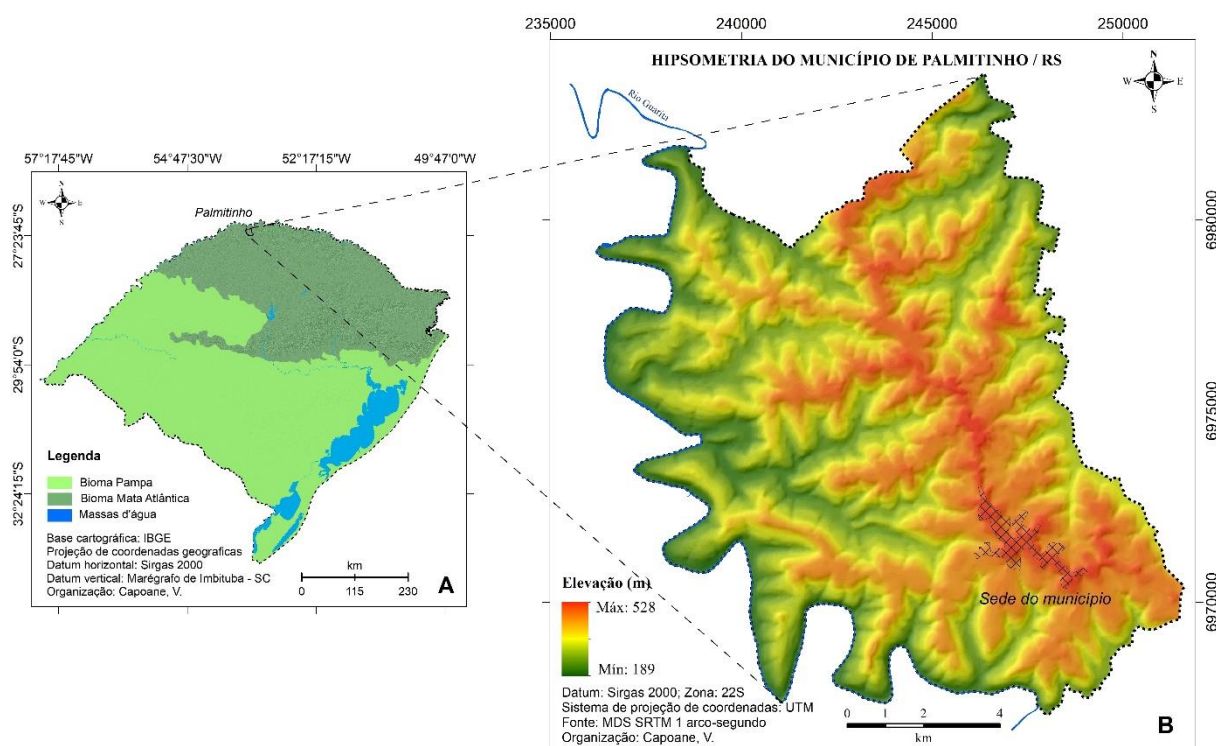 57°17'45"W 54°47'30"W 52°17'15"W 49°47'0"W
N
W E
S
Palmitinho
27°23'45"S
29°54'0"S
32°24'15"S
Legenda
Bioma Pampa
Bioma Mata Atlântica
Massas d'água
Base cartográfica: IBGE
Projeção de coordenadas geograficas
Datum horizontal: Sirgas 2000
Datum vertical: Marégrafo de Imbituba - SC
Organização: Capoane, V.
km
0 115 230
A
235000 240000 245000 250000
HIPSOMETRIA DO MUNICÍPIO DE PALMITINHO / RS
N
W E
S
Rio Guarita
6980000
6975000
6970000
Sede do município
Elevação (m)
Máx: 528
Mín: 189
Datum: Sirgas 2000; Zona: 22S
Sistema de projeção de coordenadas: UTM
Fonte: MDS SRTM 1 arco-segundo
Organização: Capoane, V.
0 1 2 4
km
B